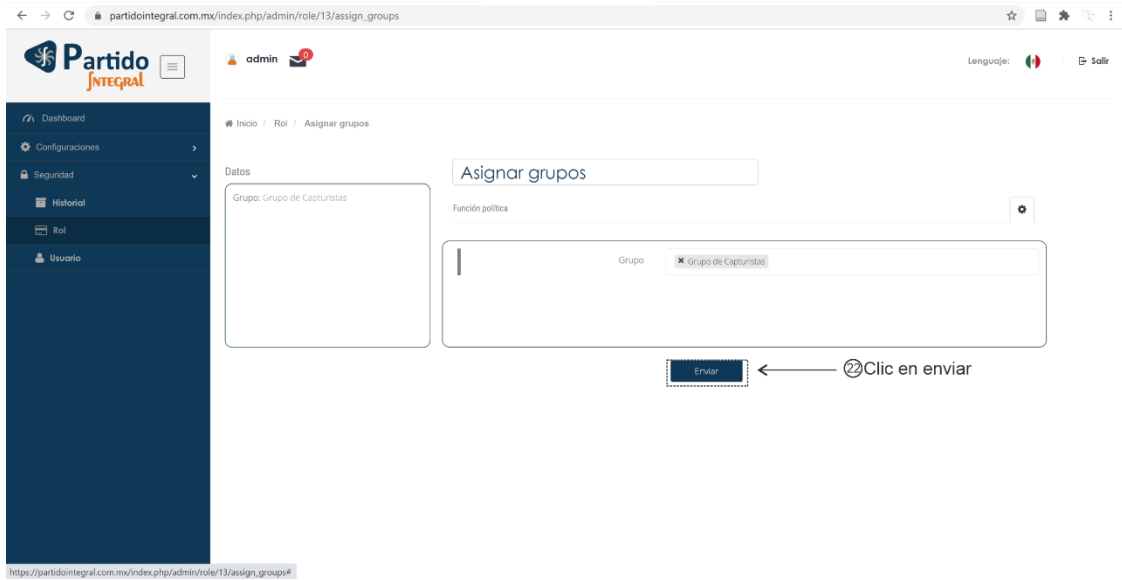 partidointegral.com.mx/index.php/admin/role/13/assign_groups
Partido
INTEGRAL
admin
0
Lenguaje:
Salir
Dashboard
Configuraciones
Seguridad
Historial
Rol
Usuario
Inicio / Rol / Asignar grupos
Datos
Grupo: Grupo de Capturistas
Asignar grupos
Función política
Grupo
✖ Grupo de Capturistas
Enviar
㉒Clic en enviar
https://partidointegral.com.mx/index.php/admin/role/13/assign_groups#